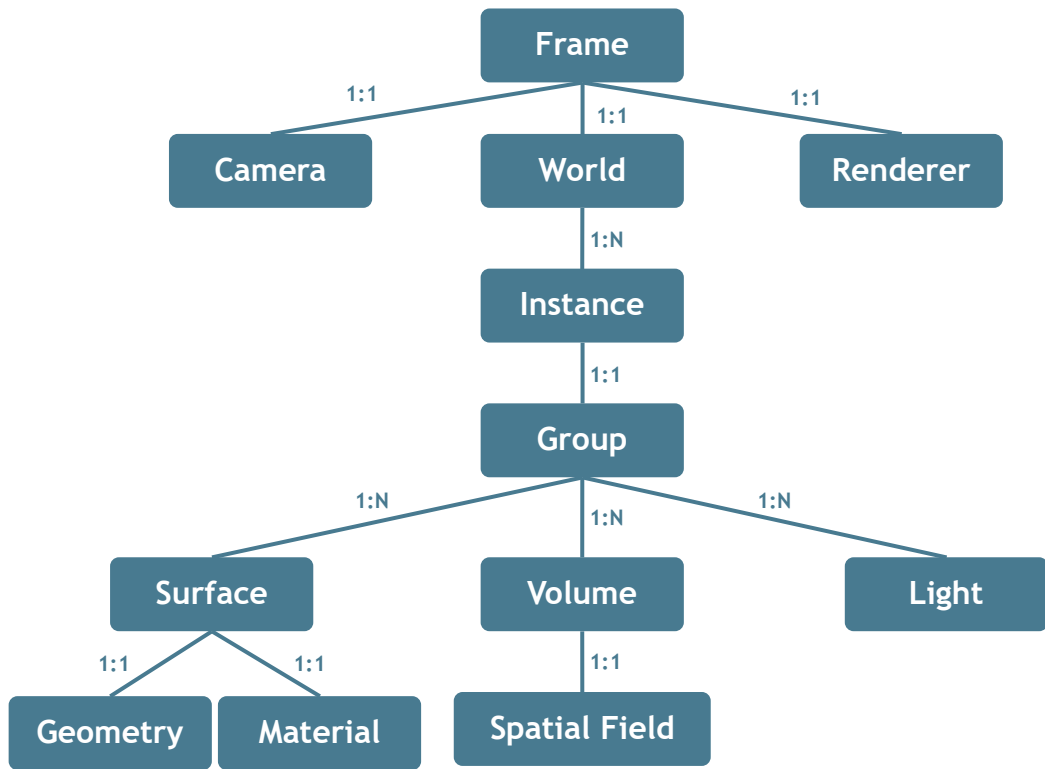 Frame
1:1
1:1
1:1
Camera
World
Renderer
1:N
Instance
1:1
Group
1:N
1:N
1:N
Surface
Volume
Light
1:1
1:1
1:1
Geometry
Material
Spatial Field